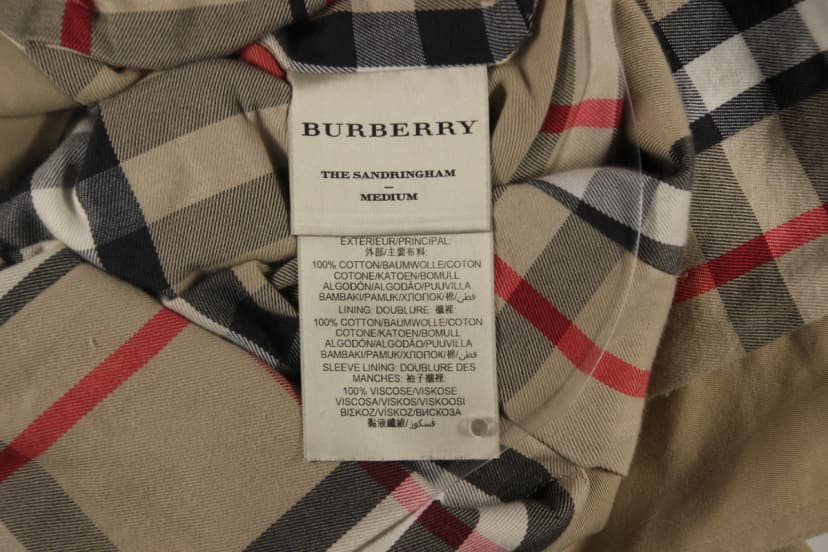 BURBERRY
THE SANDRINGHAM
–
MEDIUM
EXTERIEUR/PRINCIPAL:
外部/主要布料:
100% COTTON/BAUMWOLLE/COTON
COTONE/KATOEN/BOMULL
ALGODÓN/ALGODÃO/PUUVILLA
BAMBAKI/PAMUK/ХЛОПОК/棉/قطن
LINING: DOUBLURE: 襯裡:
100% COTTON/BAUMWOLLE/COTON
COTONE/KATOEN/BOMULL
ALGODÓN/ALGODÃO/PUUVILLA
BAMBAKI/PAMUK/ХЛОПОК/棉/قطن
SLEEVE LINING: DOUBLURE DES
MANCHES: 袖子襯裡:
100% VISCOSE/VISKOSE
VISCOSA/VISKOS/VISKOOSI
ΒΙΣΚΟΖ/VİSKOZ/ВИСКОЗА
黏液纖維/فسكوز